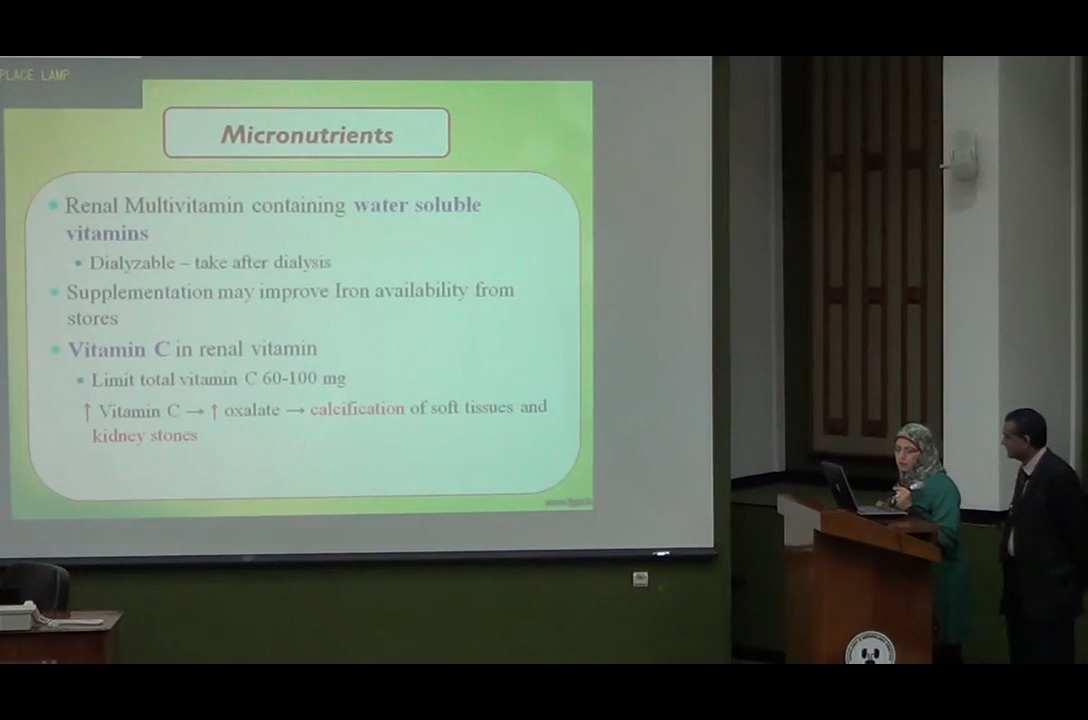 PLACE LAMP
Micronutrients
Renal Multivitamin containing water soluble
vitamins
Dialyzable – take after dialysis
Supplementation may improve Iron availability from
stores
Vitamin C in renal vitamin
Limit total vitamin C 60-100 mg
↑ Vitamin C → ↑ oxalate → calcification of soft tissues and
kidney stones